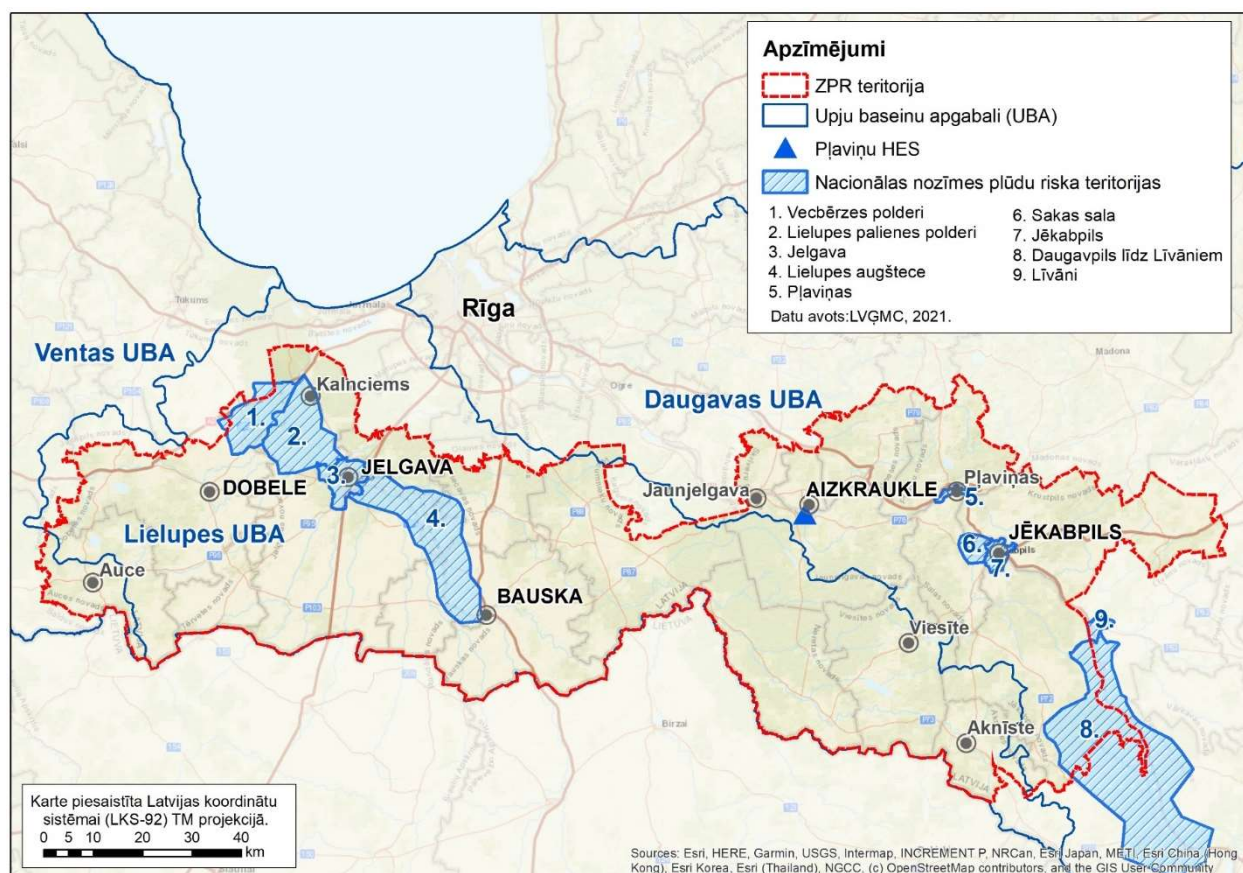 Apzīmējumi
ZPR teritorija
Upju baseinu apgabali (UBA)
Pļaviņu HES
Nacionālas nozīmes plūdu riska teritorijas
1. Vecbērzes polderi
2. Lielupes palienes polderi
3. Jelgava
4. Lielupes augštece
5. Pļaviņas
6. Sakas sala
7. Jēkabpils
8. Daugavpils līdz Līvāniem
9. Līvāni
Datu avots:LVĢMC, 2021.
Rīga
Ventas UBA
Kalnciems
Daugavas UBA
1.
2.
3.
JELGAVA
DOBELE
Jaunjelgava
AIZKRAUKLE
Pļaviņas
5.
4.
Lielupes UBA
6.
JĒKABPILS
7.
Auce
BAUSKA
9.
Viesīte
8.
Aknīste
Ogre
Madona
Tukums
Birzai
LATVIJA
LIETUVA
Karte piesaistīta Latvijas koordinātu
sistēmai (LKS-92) TM projekcijā.
0 5 10 20 30 40
km
Sources: Esri, HERE, Garmin, USGS, Intermap, INCREMENT P, NRCan, Esri Japan, METI, Esri China (Hong
Kong), Esri Korea, Esri (Thailand), NGCC, (c) OpenStreetMap contributors, and the GIS User Community